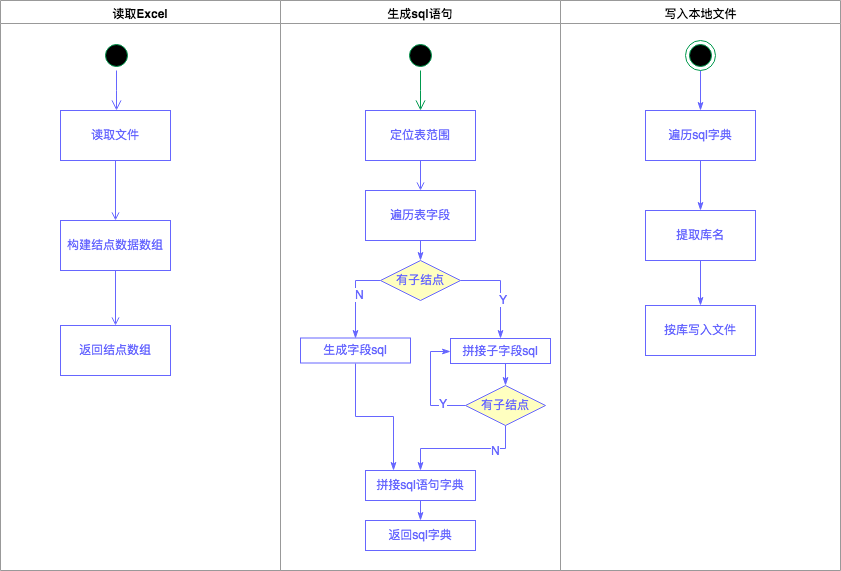 读取Excel
生成sql语句
写入本地文件
读取文件
构建结点数据数组
返回结点数组
定位表范围
遍历表字段
有子结点
N
Y
生成字段sql
拼接子字段sql
有子结点
Y
N
拼接sql语句字典
返回sql字典
遍历sql字典
提取库名
按库写入文件